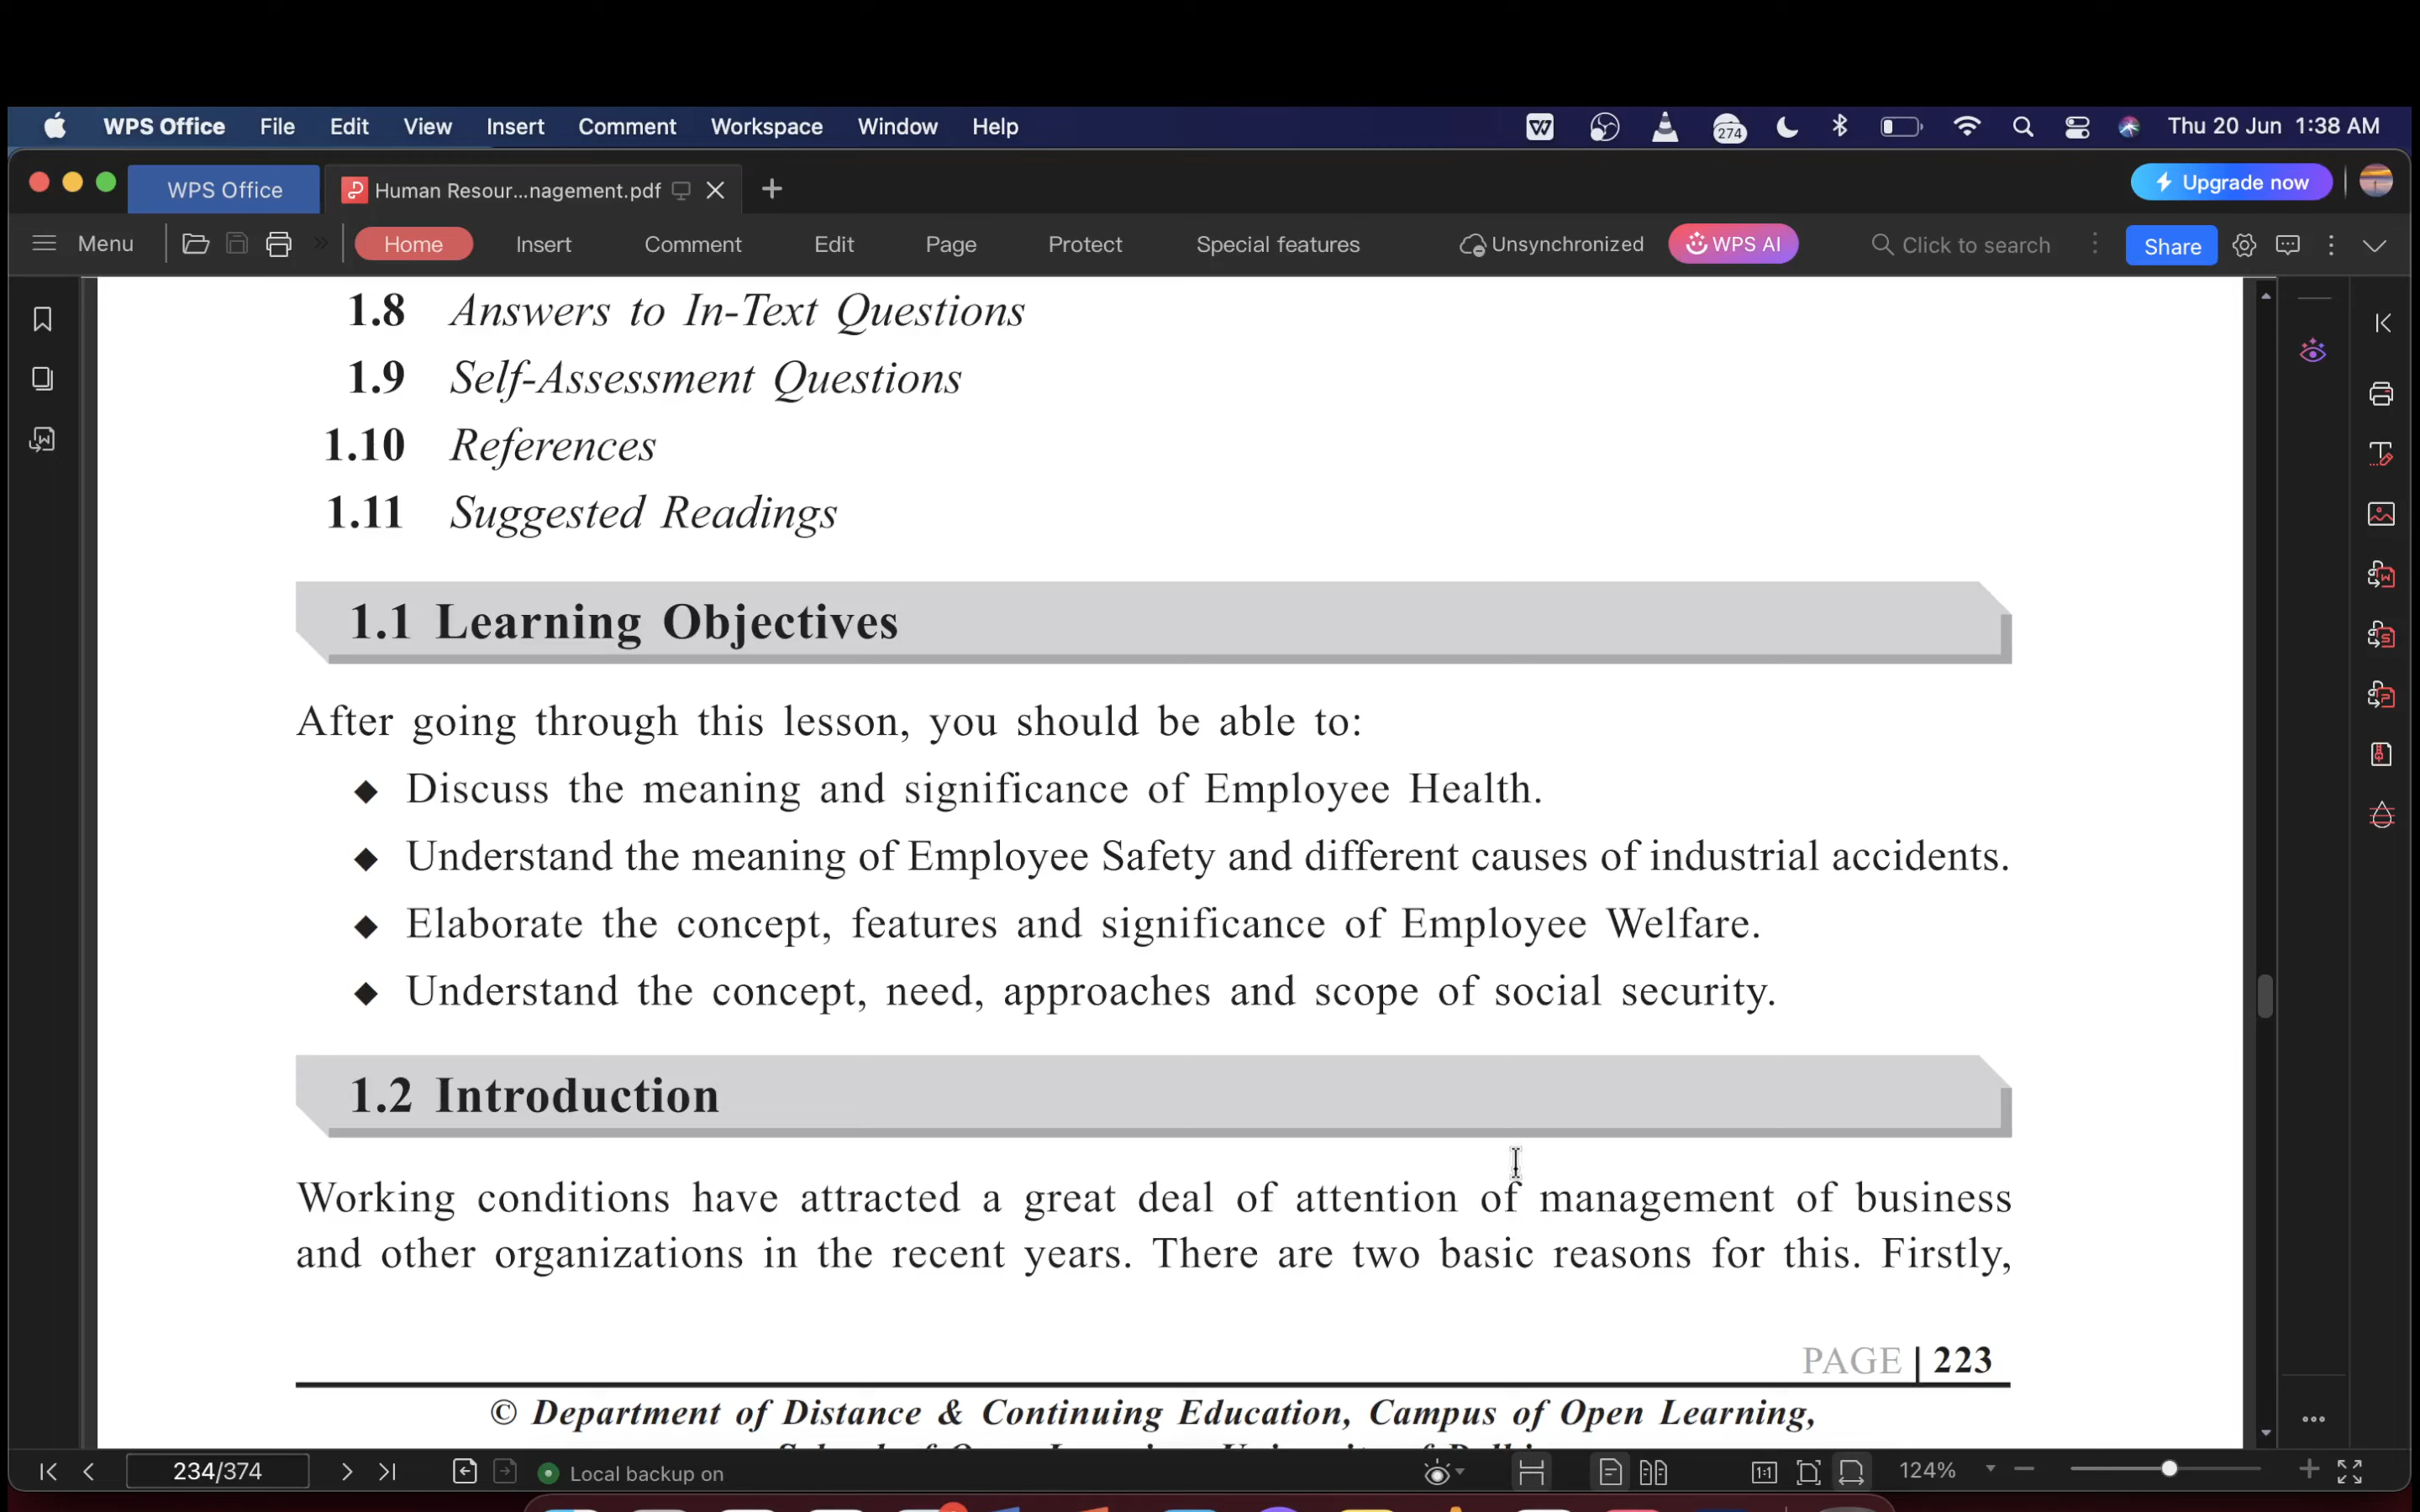 WPS Office File Edit View Insert Comment Workspace Window Help 274 Thu 20 Jun 1:38 AM
WPS Office Human Resour...nagement.pdf Upgrade now
Menu Home Insert Comment Edit Page Protect Special features Unsynchronized WPS AI Click to search Share
1.8 Answers to In-Text Questions
1.9 Self-Assessment Questions
1.10 References
1.11 Suggested Readings
1.1 Learning Objectives
After going through this lesson, you should be able to:
◆ Discuss the meaning and significance of Employee Health.
◆ Understand the meaning of Employee Safety and different causes of industrial accidents.
◆ Elaborate the concept, features and significance of Employee Welfare.
◆ Understand the concept, need, approaches and scope of social security.
1.2 Introduction
Working conditions have attracted a great deal of attention of management of business
and other organizations in the recent years. There are two basic reasons for this. Firstly,
PAGE | 223
© Department of Distance & Continuing Education, Campus of Open Learning,
234/374 Local backup on 1:1 124%